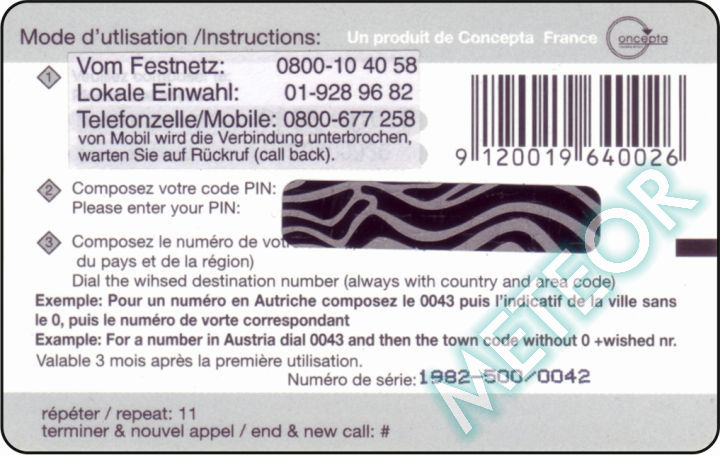 Mode d'utlisation /Instructions: Un produit de Concepta France concepta
1
Vom Festnetz: 0800-10 40 58
Lokale Einwahl: 01-928 96 82
Telefonzelle/Mobile: 0800-677 258
von Mobil wird die Verbindung unterbrochen,
warten Sie auf Rückruf (call back).
9 120019 640026
2 Composez votre code PIN:
Please enter your PIN:
3 Composez le numéro de
du pays et de la région)
Dial the wihsed destination number (always with country and area code)
Exemple: Pour un numéro en Autriche composez le 0043 puis l'indicatif de la ville sans
le 0, puis le numéro de vorte correspondant
Example: For a number in Austria dial 0043 and then the town code without 0 +wished nr.
Valable 3 mois après la première utilisation.
Numéro de série: 1982-500/0042
répéter / repeat: 11
terminer & nouvel appel / end & new call: #
METEOR